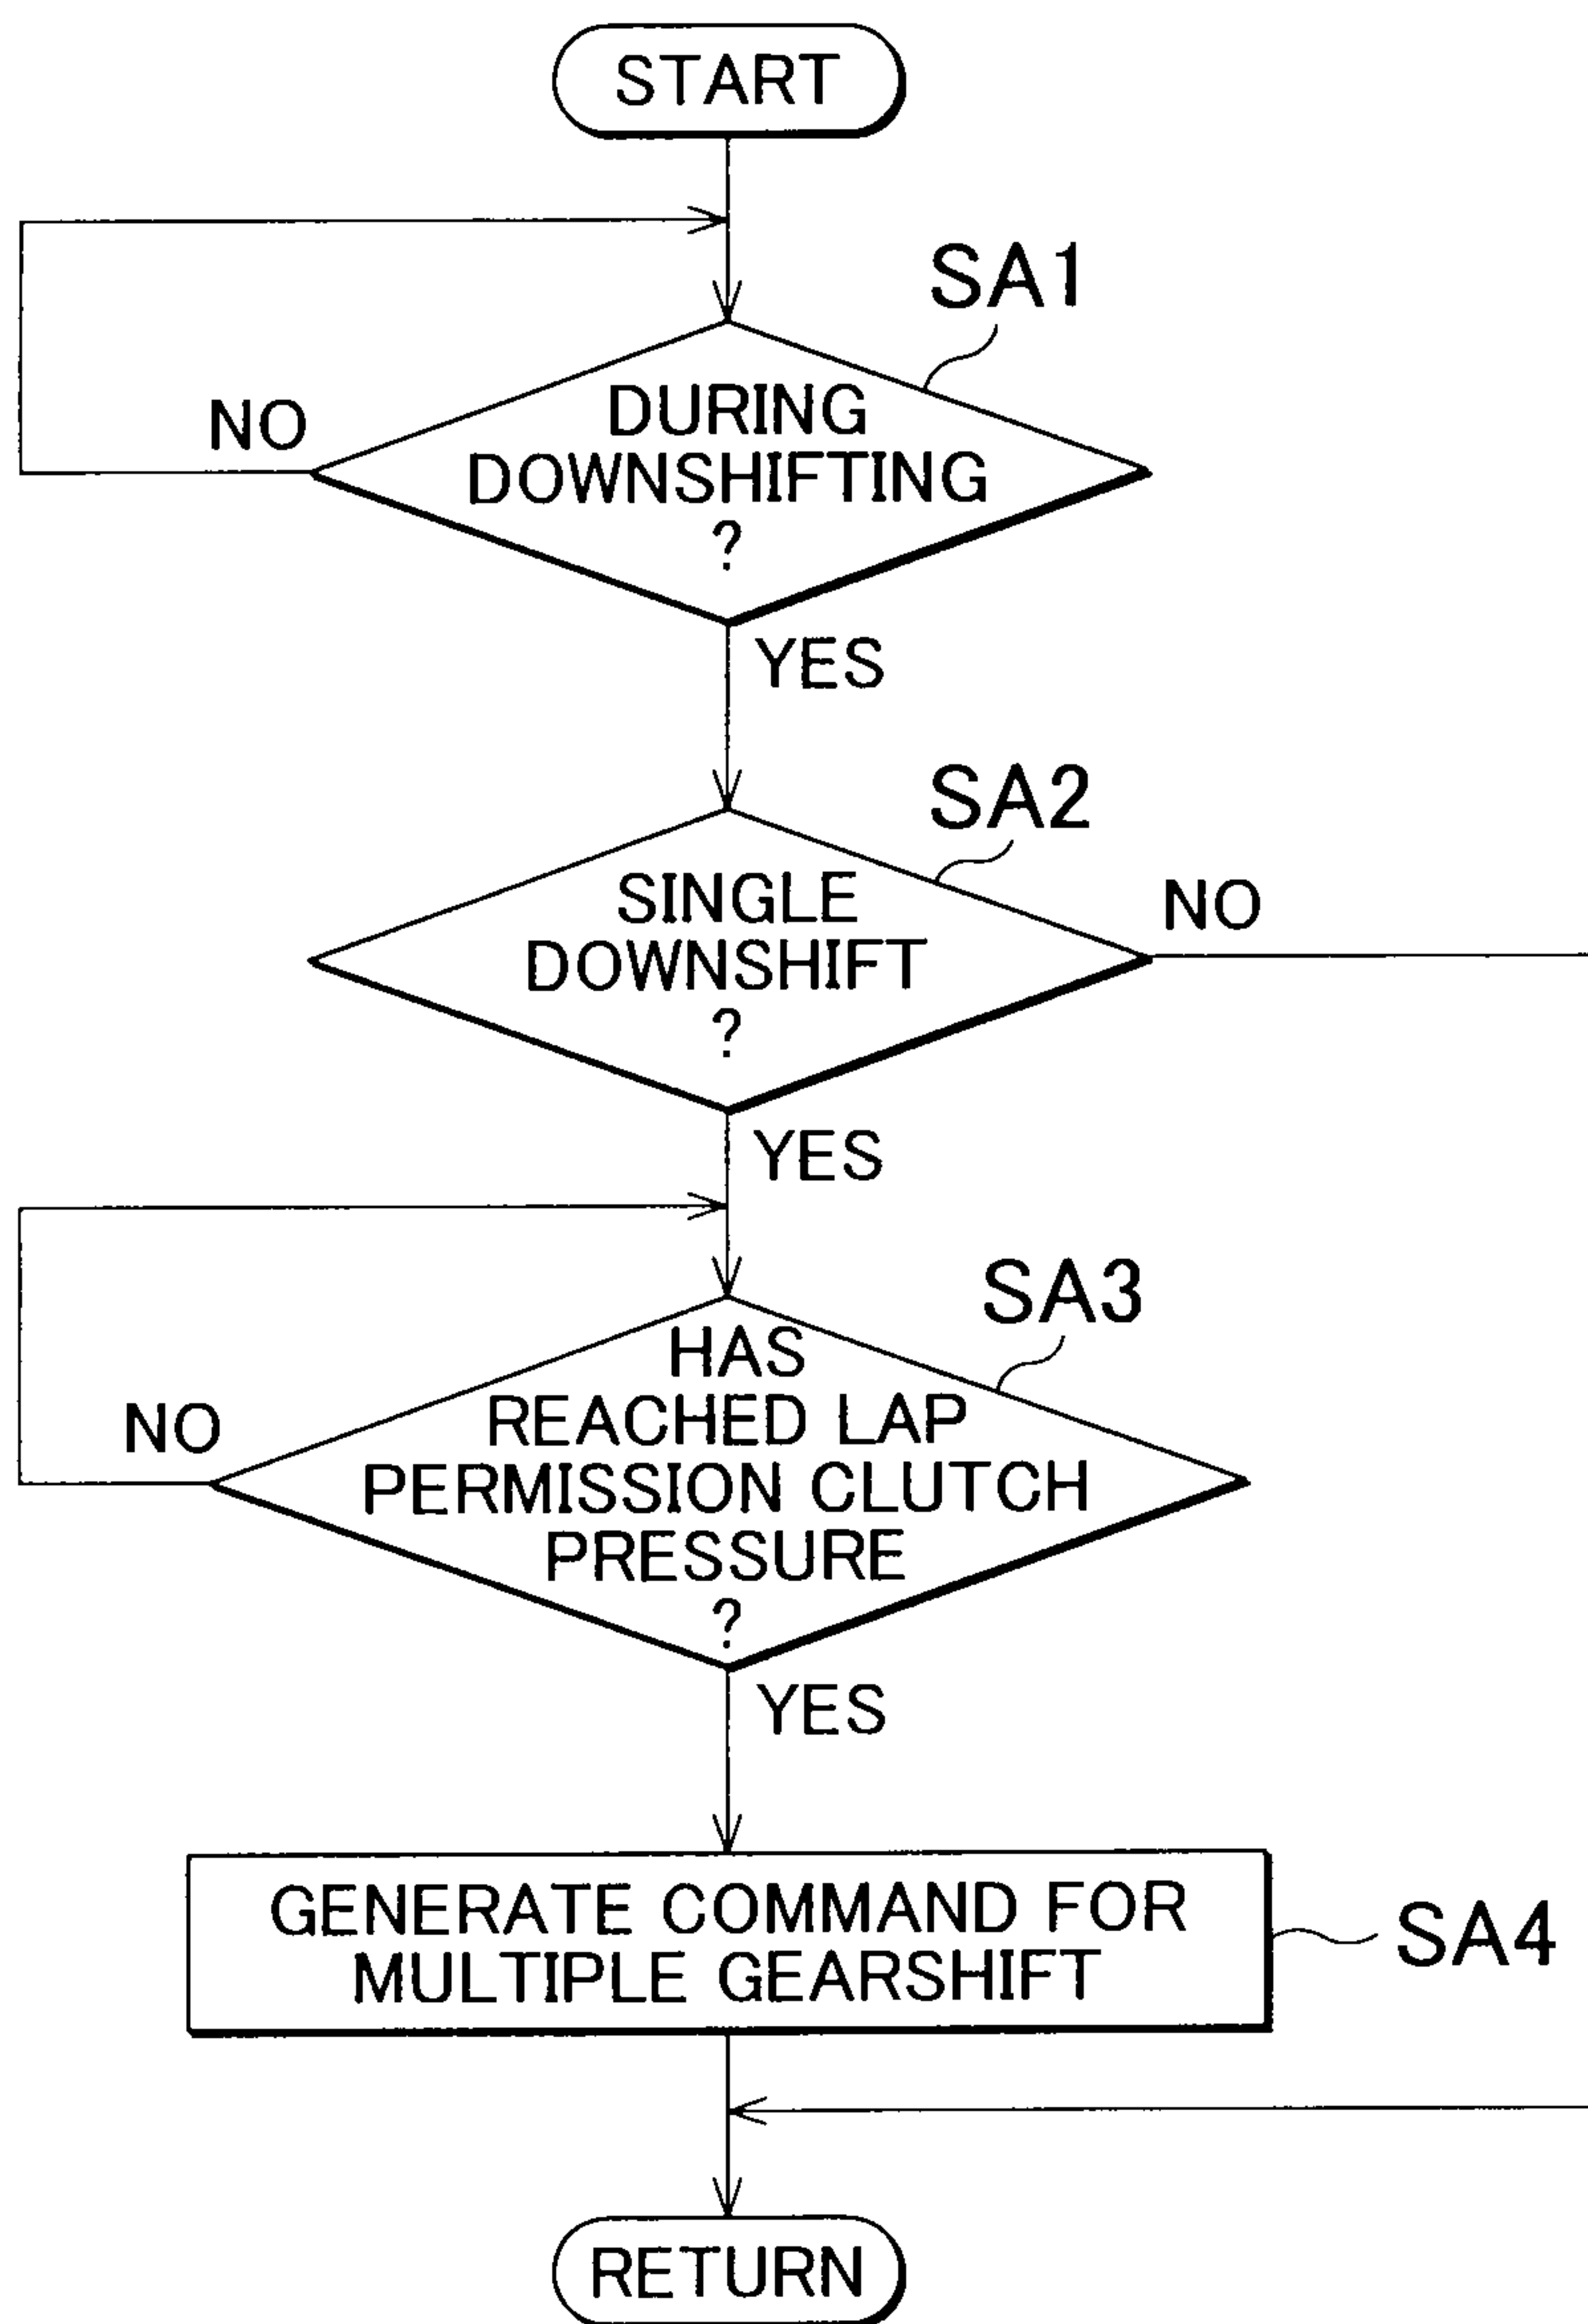 START
SA1
NO
DURING
DOWNSHIFTING
?
YES
SA2
SINGLE
DOWNSHIFT
?
NO
YES
SA3
HAS
REACHED LAP
PERMISSION CLUTCH
PRESSURE
?
NO
YES
GENERATE COMMAND FOR
MULTIPLE GEARSHIFT
SA4
RETURN